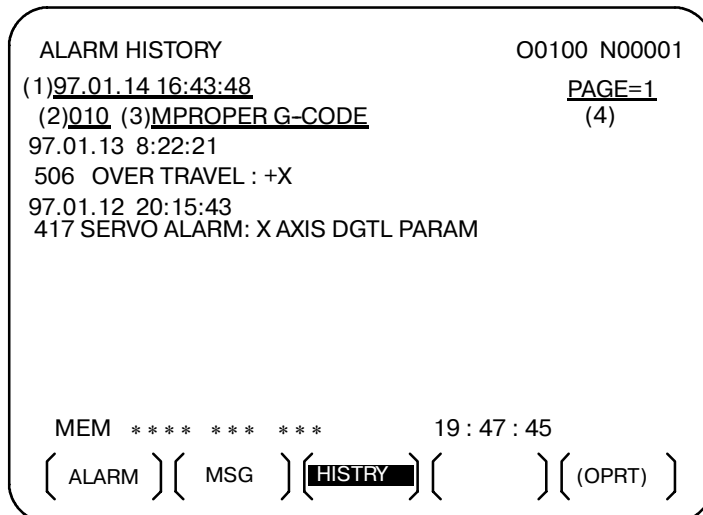 ALARM HISTORY O0100 N00001
(1)97.01.14 16:43:48 PAGE=1
(2)010 (3)MPROPER G-CODE (4)
97.01.13 8:22:21
506 OVER TRAVEL : +X
97.01.12 20:15:43
417 SERVO ALARM: X AXIS DGTL PARAM
MEM **** *** *** 19 : 47 : 45
[ ALARM ] [ MSG ] [ HISTRY ] [ ] [ (OPRT) ]